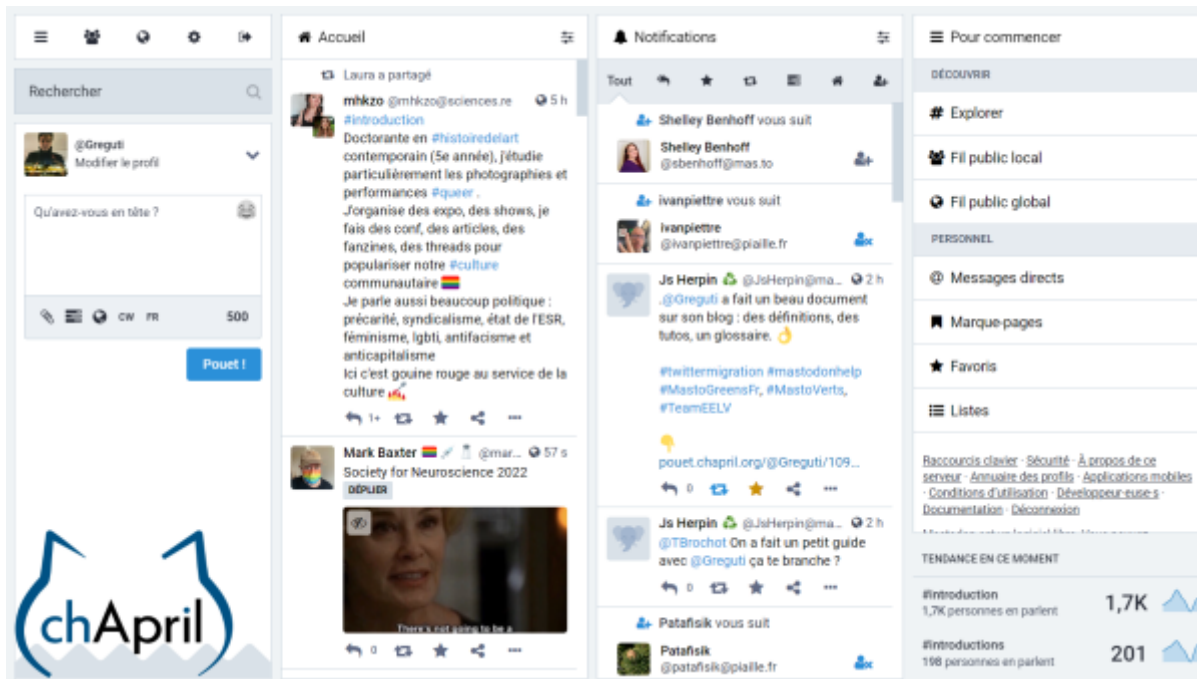 Rechercher
@Greguti
Modifier le profil
Qu'avez-vous en tête ?
CW FR 500
Pouet !
chApril
Accueil
Laura a partagé
mhkzo @mhkzo@sciences.re 5 h
#introduction
Doctorante en #histoiredelart
contemporain (5e année), j'étudie
particulièrement les photographies et
performances #queer .
J'organise des expo, des shows, je
fais des conf, des articles, des
fanzines, des threads pour
populariser notre #culture
communautaire 🏳️‍🌈
Je parle aussi beaucoup politique :
précarité, syndicalisme, état de l'ESR,
féminisme, lgbti, antifacisme et
anticapitalisme
Ici c'est gouine rouge au service de la
culture
1+
Mark Baxter 🏳️‍🌈 @mar... 57 s
Society for Neuroscience 2022
DÉPLIER
There's not going to be a
0
Notifications
Tout
Shelley Benhoff vous suit
Shelley Benhoff
@sbenhoff@mas.to
ivanpiettre vous suit
ivanpiettre
@ivanpiettre@piaille.fr
Js Herpin ♻ @JsHerpin@ma... 2 h
.@Greguti a fait un beau document
sur son blog : des définitions, des
tutos, un glossaire. 👌
#twittermigration #mastodonhelp
#MastoGreensFr, #MastoVerts,
#TeamEELV
👇
pouet.chapril.org/@Greguti/109...
0
Js Herpin ♻ @JsHerpin@ma... 2 h
@TBrochot On a fait un petit guide
avec @Greguti ça te branche ?
0
Patafisik vous suit
Patafisik
@patafisik@piaille.fr
Pour commencer
DÉCOUVRIR
# Explorer
Fil public local
Fil public global
PERSONNEL
@ Messages directs
Marque-pages
Favoris
Listes
Raccourcis clavier · Sécurité · À propos de ce
serveur · Annuaire des profils · Applications mobiles
· Conditions d'utilisation · Développeur·euse·s ·
Documentation · Déconnexion
TENDANCE EN CE MOMENT
#introduction 1,7K
1,7K personnes en parlent
#introductions 201
198 personnes en parlent